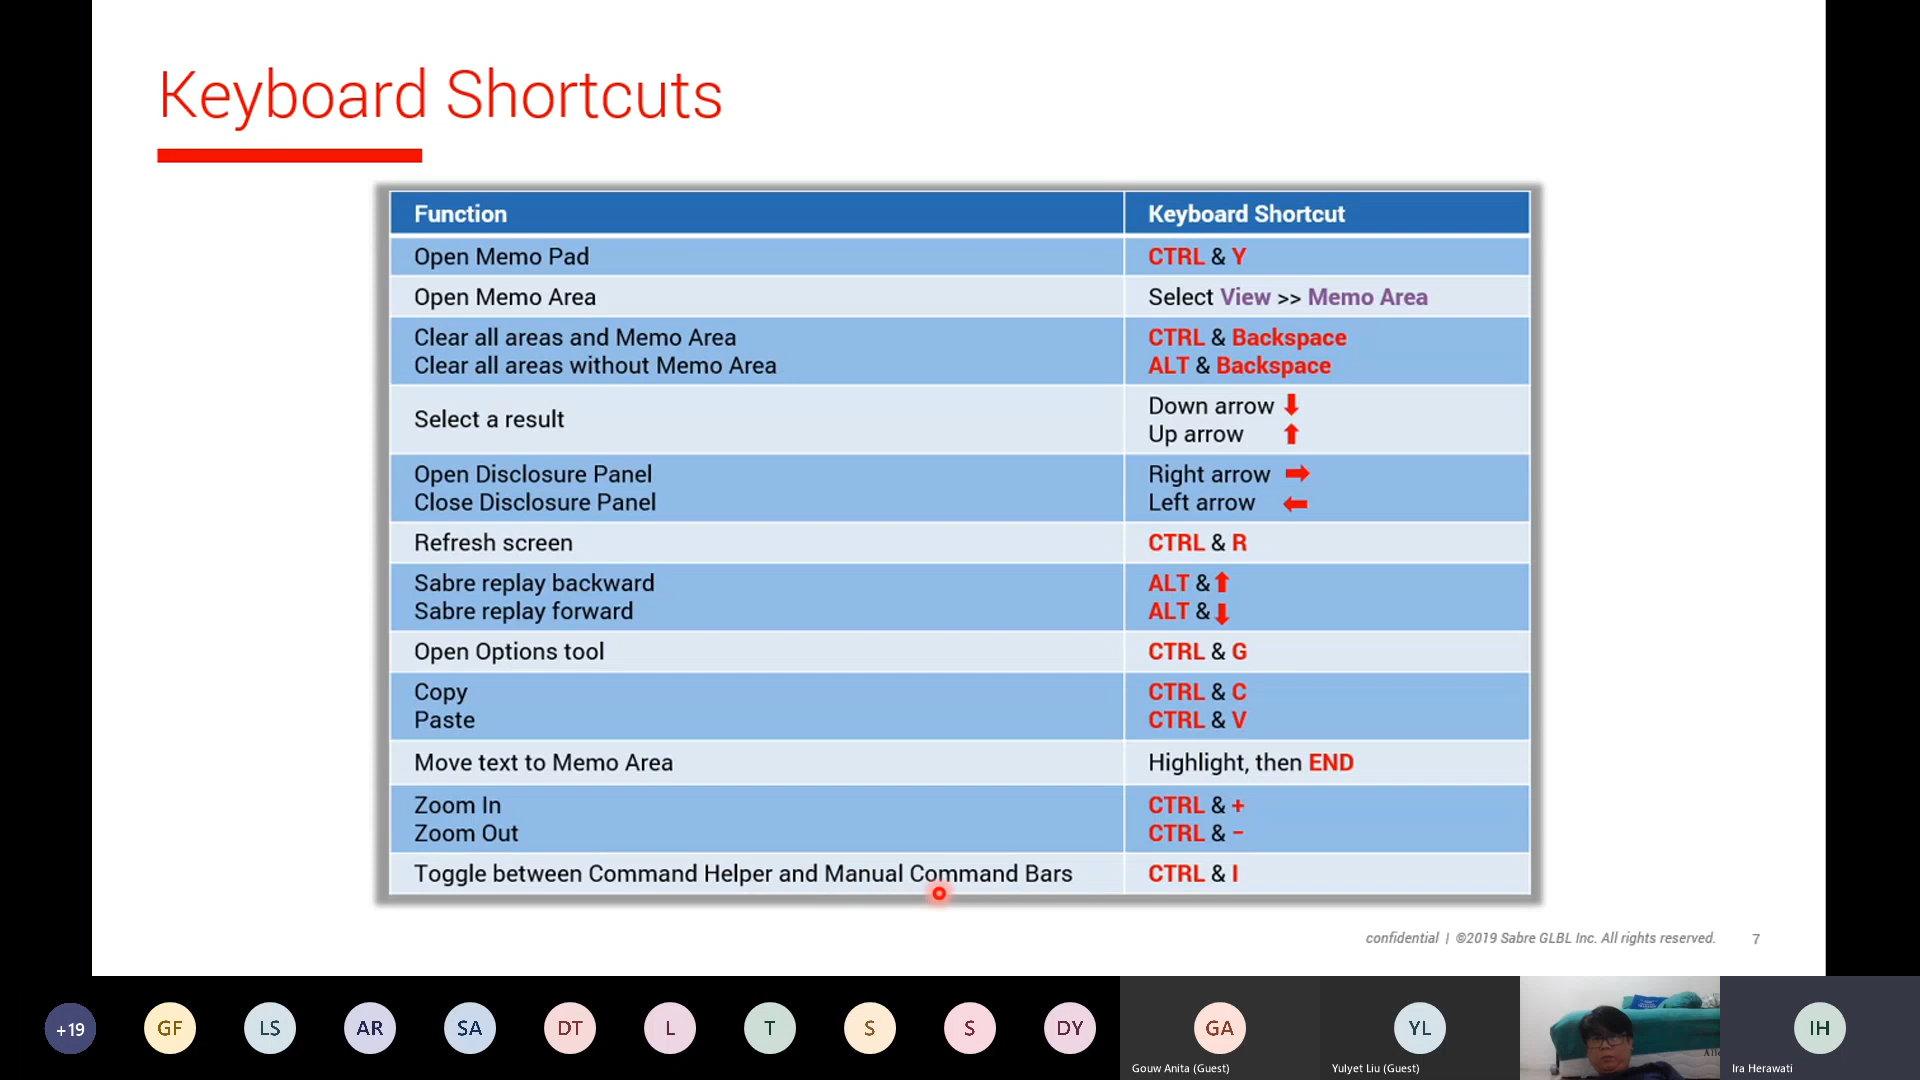 Keyboard Shortcuts
Function Keyboard Shortcut
Open Memo Pad CTRL & Y
Open Memo Area Select View >> Memo Area
Clear all areas and Memo Area CTRL & Backspace
Clear all areas without Memo Area ALT & Backspace
Select a result
Down arrow
Up arrow
Open Disclosure Panel Right arrow
Close Disclosure Panel Left arrow
Refresh screen CTRL & R
Sabre replay backward ALT &
Sabre replay forward ALT &
Open Options tool CTRL & G
Copy CTRL & C
Paste CTRL & V
Move text to Memo Area Highlight, then END
Zoom In CTRL & +
Zoom Out CTRL & −
Toggle between Command Helper and Manual Command Bars CTRL & I
confidential | ©2019 Sabre GLBL Inc. All rights reserved. 7
+19 GF LS AR SA DT L T S S DY GA YL IH
Gouw Anita (Guest) Yulyet Liu (Guest) Ira Herawati